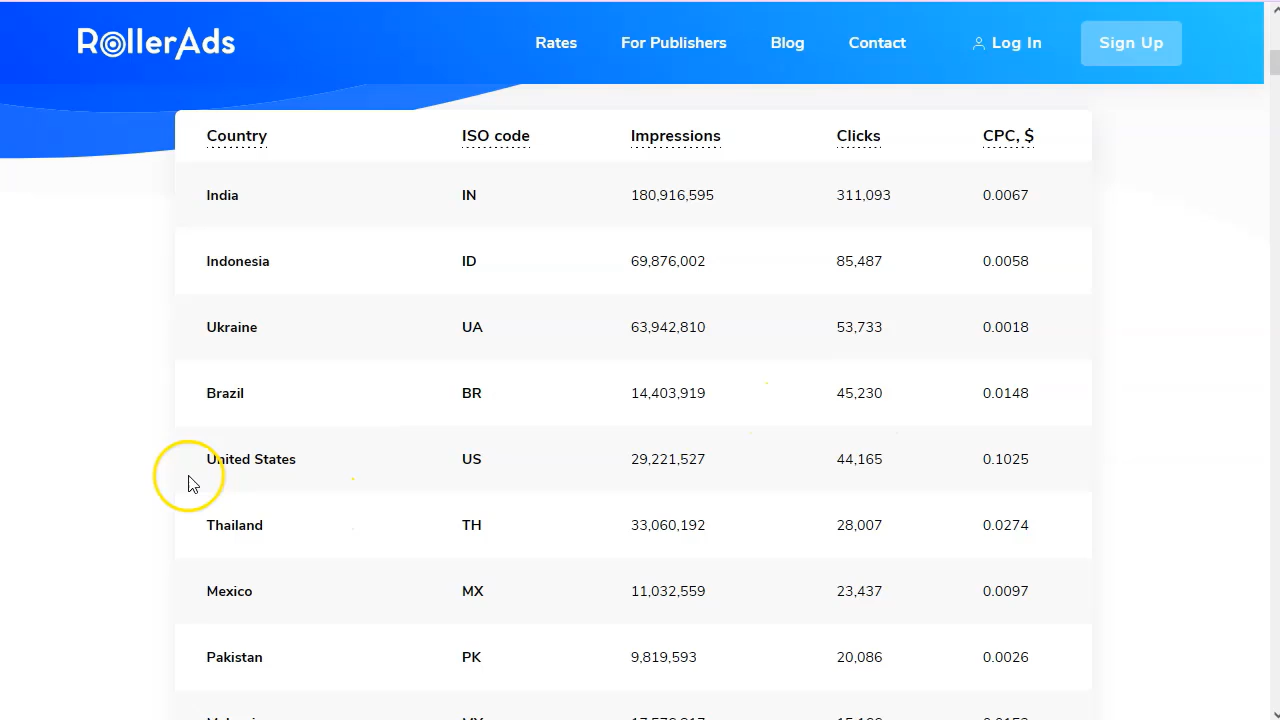 RollerAds Rates For Publishers Blog Contact Log In Sign Up
Country ISO code Impressions Clicks CPC, $
India IN 180,916,595 311,093 0.0067
Indonesia ID 69,876,002 85,487 0.0058
Ukraine UA 63,942,810 53,733 0.0018
Brazil BR 14,403,919 45,230 0.0148
United States US 29,221,527 44,165 0.1025
Thailand TH 33,060,192 28,007 0.0274
Mexico MX 11,032,559 23,437 0.0097
Pakistan PK 9,819,593 20,086 0.0026